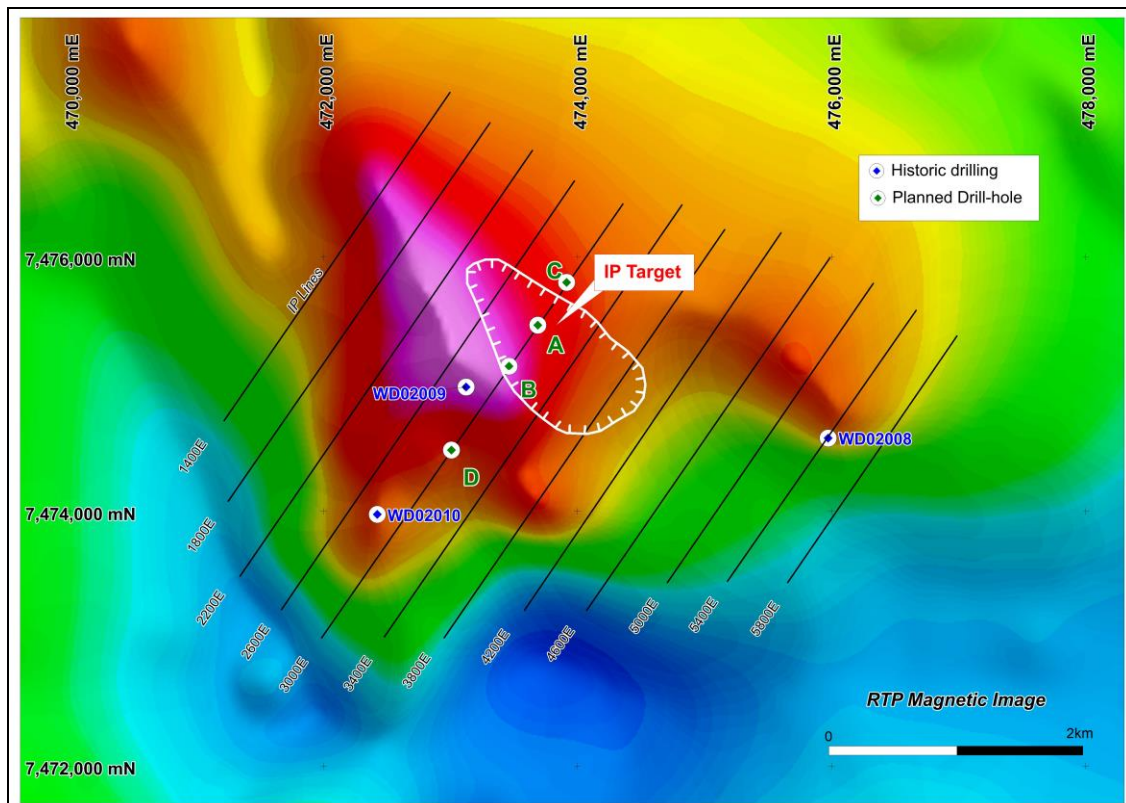 470,000 mE
472,000 mE
474,000 mE
476,000 mE
478,000 mE
Historic drilling
Planned Drill-hole
7,476,000 mN
C
IP Target
IP Lines
A
WD02009
B
WD02008
1400E
D
7,474,000 mN
WD02010
1800E
2200E
2600E
3000E
3400E
3800E
4200E
4600E
5000E
5400E
5800E
RTP Magnetic Image
0
2km
7,472,000 mN